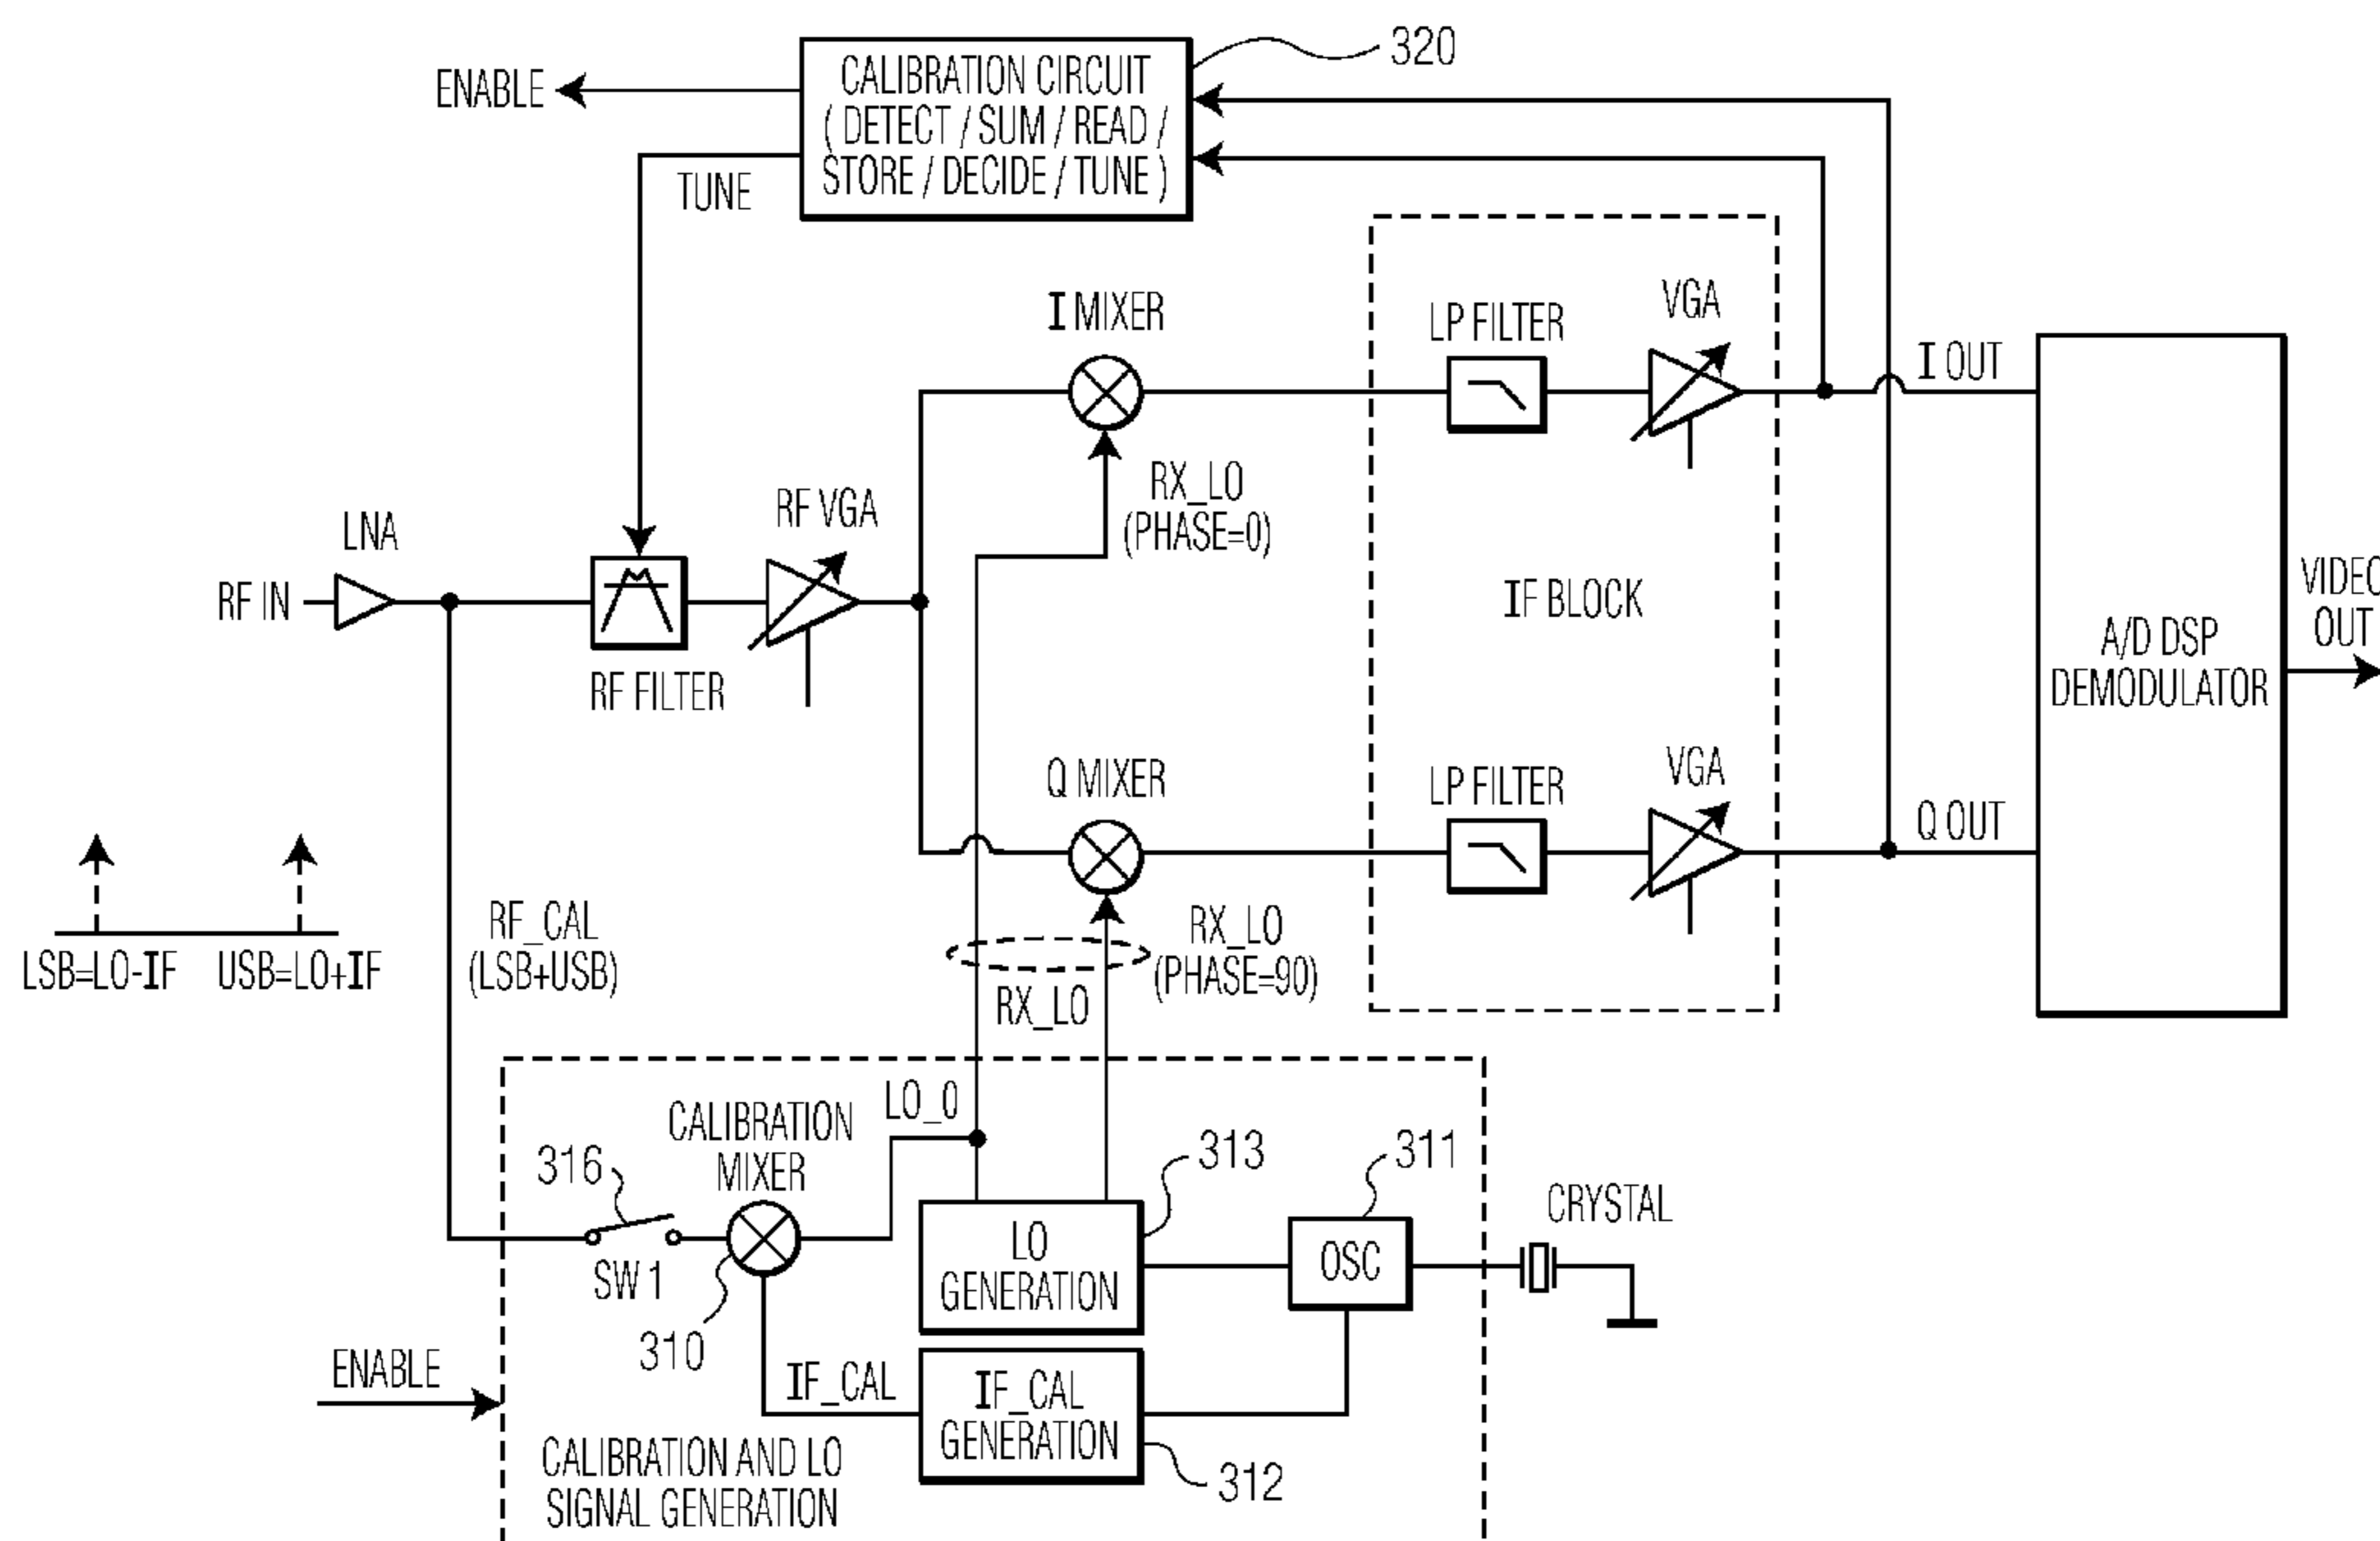 320
ENABLE
CALIBRATION CIRCUIT
( DETECT / SUM / READ /
STORE / DECIDE / TUNE )
TUNE
I MIXER
LP FILTER
VGA
I OUT
RX_LO
(PHASE=0)
LNA
RF VGA
RF IN
RF FILTER
IF BLOCK
VIDEO
OUT
A/D DSP
DEMODULATOR
Q MIXER
LP FILTER
VGA
Q OUT
RF_CAL
(LSB+USB)
RX_LO
(PHASE=90)
RX_LO
LSB=LO-IF
USB=LO+IF
LO_0
CALIBRATION
MIXER
316
313
311
CRYSTAL
LO
GENERATION
OSC
SW 1
310
ENABLE
IF_CAL
IF_CAL
GENERATION
312
CALIBRATION AND LO
SIGNAL GENERATION